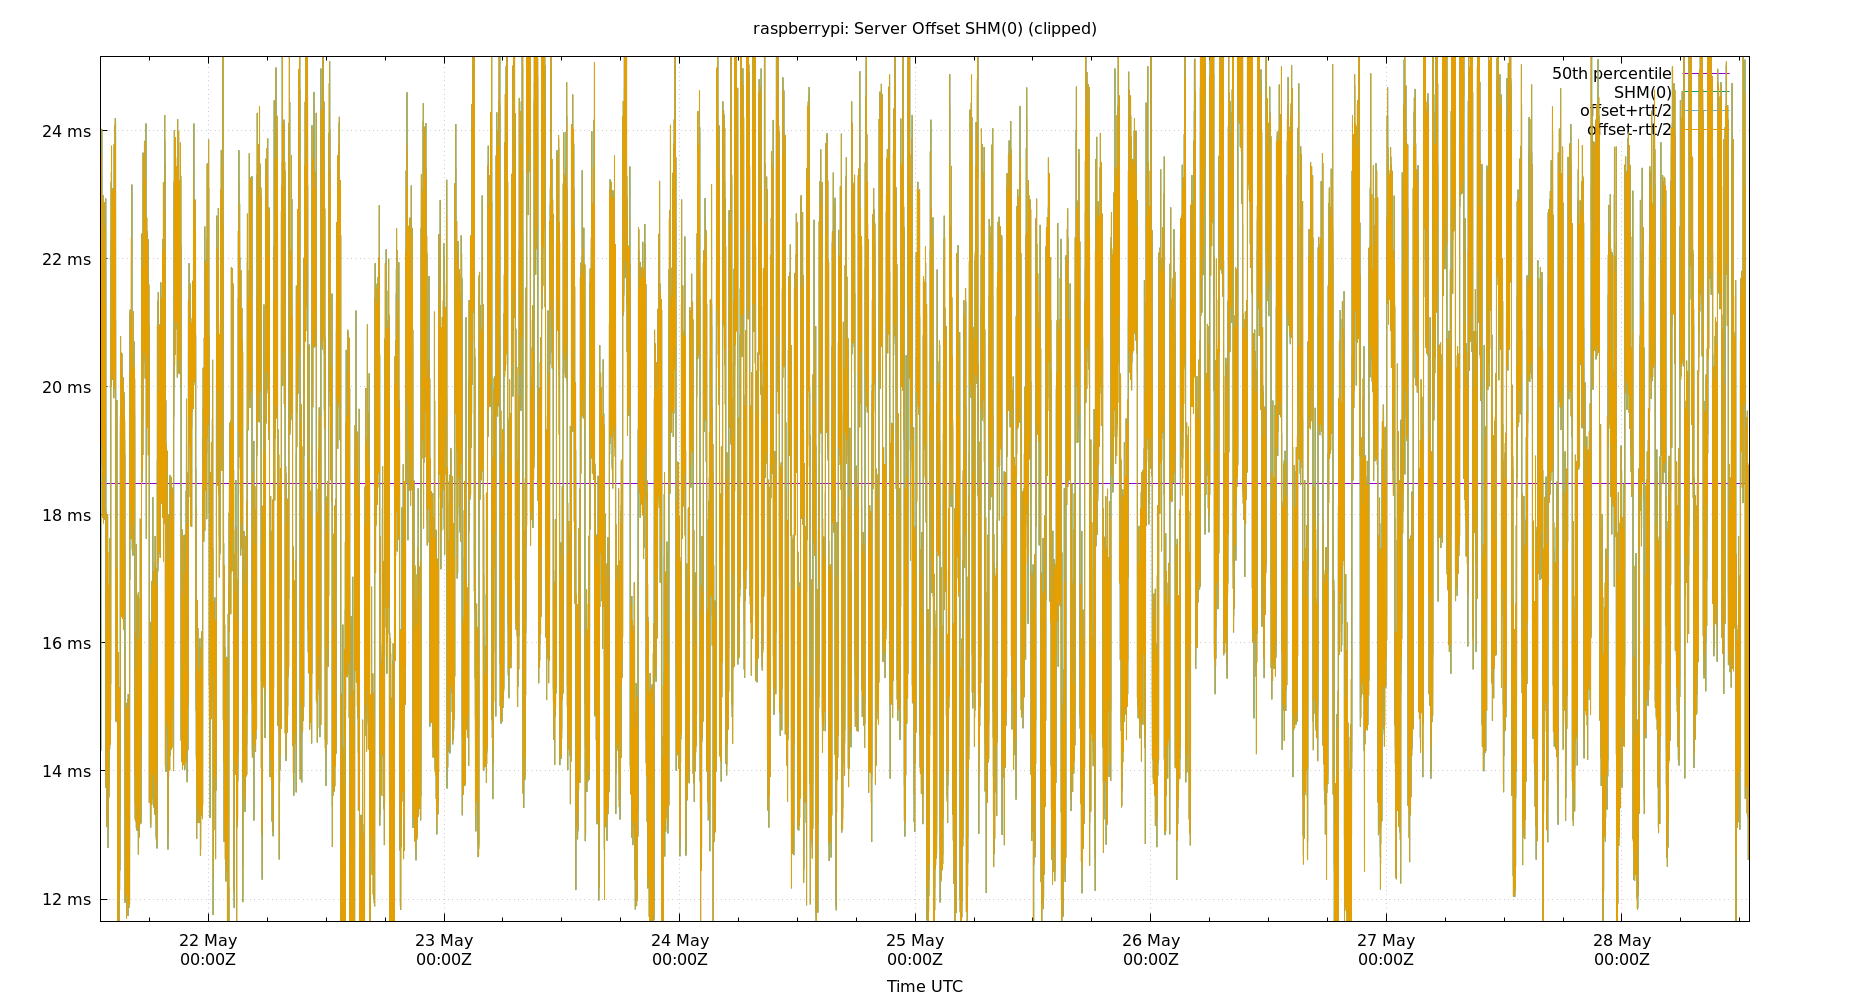 raspberrypi: Server Offset SHM(0) (clipped)
50th percentile
SHM(0)
offset+rtt/2
offset-rtt/2
24 ms
22 ms
20 ms
18 ms
16 ms
14 ms
12 ms
22 May 23 May 24 May 25 May 26 May 27 May 28 May
00:00Z 00:00Z 00:00Z 00:00Z 00:00Z 00:00Z 00:00Z
Time UTC